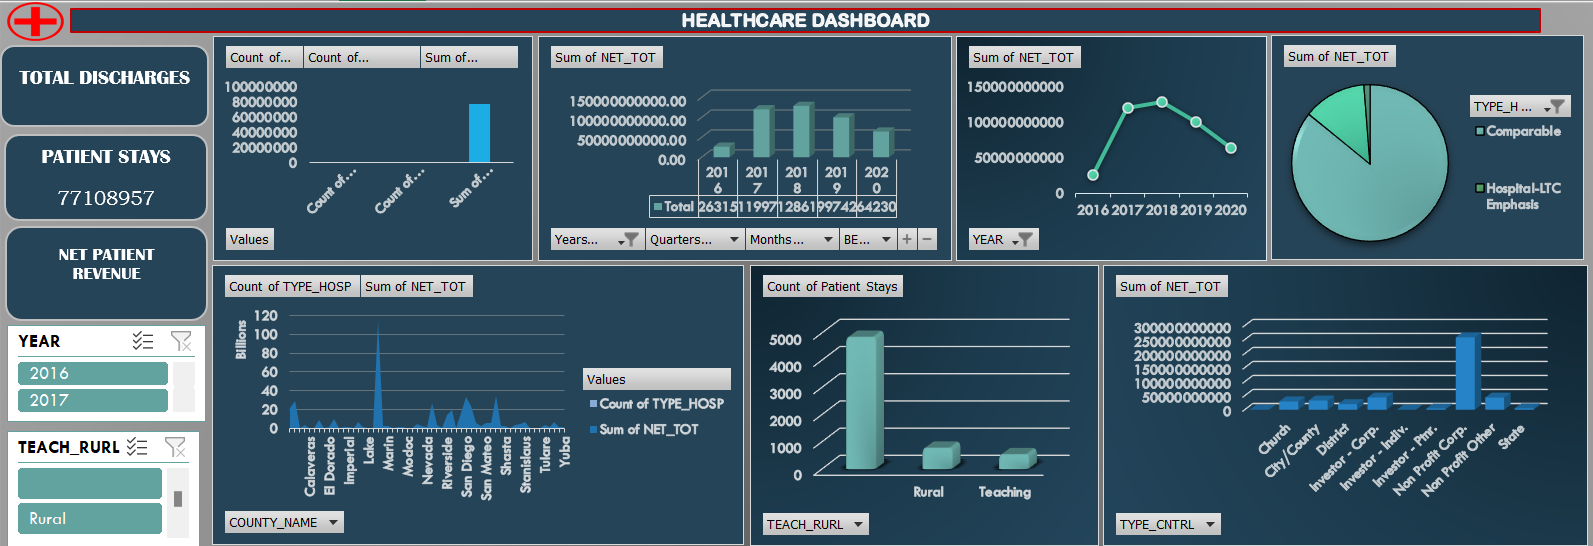 HEALTHCARE DASHBOARD
TOTAL DISCHARGES
PATIENT STAYS
77108957
NET PATIENT
REVENUE
YEAR
2016
2017
TEACH_RURL
Rural
Count of... Count of... Sum of...
100000000
80000000
60000000
40000000
20000000
0
Count of...
Count of...
Sum of...
Values
Sum of NET_TOT
150000000000.00
100000000000.00
50000000000.00
0.00
2016 2017 2018 2019 2020
Total 26315 11997 12861 99742 64230
Years... Quarters... Months... BE... + −
Sum of NET_TOT
150000000000
100000000000
50000000000
0
2016 2017 2018 2019 2020
YEAR
Sum of NET_TOT
TYPE_H...
Comparable
Hospital-LTC
Emphasis
Count of TYPE_HOSP Sum of NET_TOT
Billions
120
100
80
60
40
20
0
Calaveras
El Dorado
Imperial
Lake
Marin
Modoc
Nevada
Riverside
San Diego
San Mateo
Shasta
Stanislaus
Tulare
Yuba
Values
Count of TYPE_HOSP
Sum of NET_TOT
COUNTY_NAME
Count of Patient Stays
5000
4000
3000
2000
1000
0
Rural Teaching
TEACH_RURL
Sum of NET_TOT
300000000000
250000000000
200000000000
150000000000
100000000000
50000000000
0
Church
City/County
District
Investor - Corp.
Investor - Indiv.
Investor - Ptnr.
Non Profit Corp.
Non Profit Other
State
TYPE_CNTRL